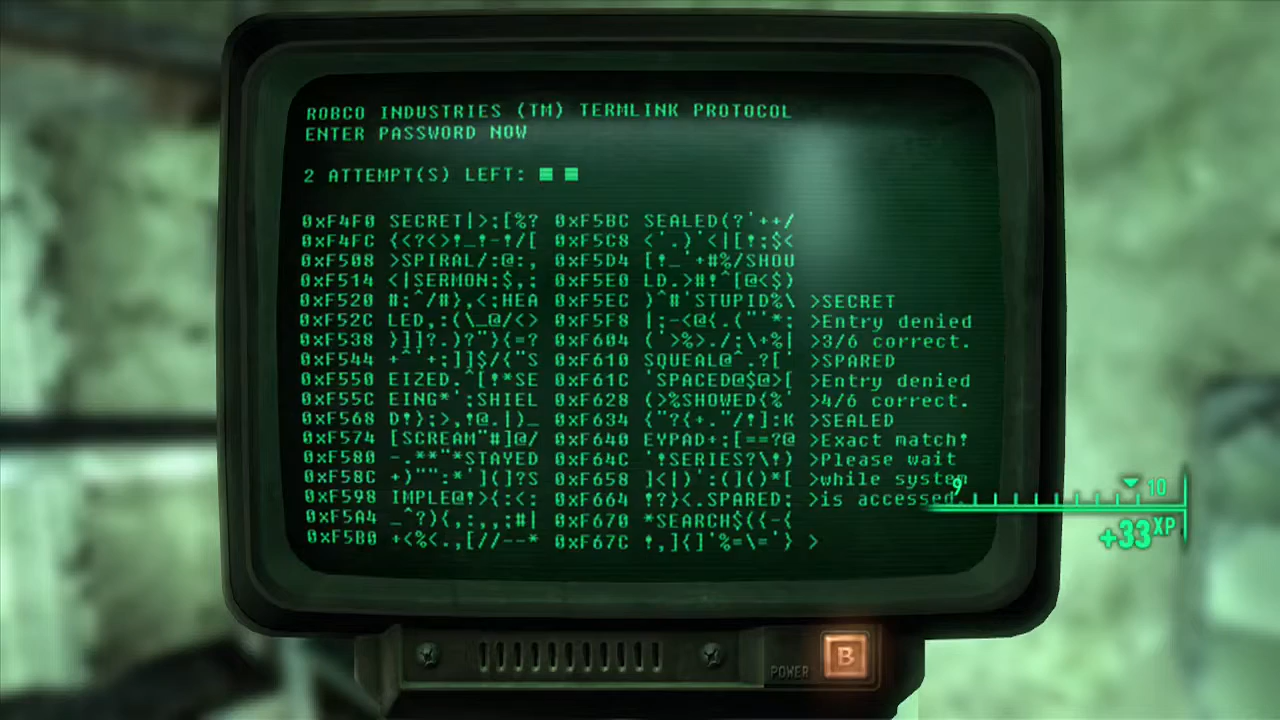 ROBCO INDUSTRIES (TM) TERMLINK PROTOCOL
ENTER PASSWORD NOW
2 ATTEMPT(S) LEFT:
0xF4F0 SECRET|>;[%? 0xF5BC SEALED(?'++/
0xF4FC {<?<>!_!-!/[ 0xF5C8 <'.)'<|[!;$<
0xF508 >SPIRAL/:@:, 0xF5D4 [!_'+#%/SHOU
0xF514 <|SERMON:$,: 0xF5E0 LD.>#!^[@<$)
0xF520 #;^/#},<;HEA 0xF5EC )^#'STUPID%\ >SECRET
0xF52C LED,:(\_@/<> 0xF5F8 |;-<@{.("'*; >Entry denied
0xF538 }]]?.)?"}{=? 0xF604 ('>%>./;\+%| >3/6 correct.
0xF544 +^'+;]]$/{"S 0xF610 SQUEAL@^.?[' >SPARED
0xF550 EIZED.^[!*SE 0xF61C 'SPACED@$@>[ >Entry denied
0xF55C EING*';SHIEL 0xF628 (>%SHOWED{%' >4/6 correct.
0xF568 D!};>,!@.|)_ 0xF634 {"?{+."/!]:K >SEALED
0xF574 [SCREAM"#]@/ 0xF640 EYPAD+;[==?@ >Exact match!
0xF580 -.**"*STAYED 0xF64C '!SERIES?\!) >Please wait
0xF58C +)"":*'](]?S 0xF658 ]<|)':(]()*[ >while system
0xF598 IMPLE@!>{:<: 0xF664 !?}<.SPARED: >is accessed.
0xF5A4 _^?){,:,,:#| 0xF670 *SEARCH$({-{
0xF5B0 +<%<.,[//--* 0xF67C !,]{]'%=\='} >
9 10
+33 XP
POWER B